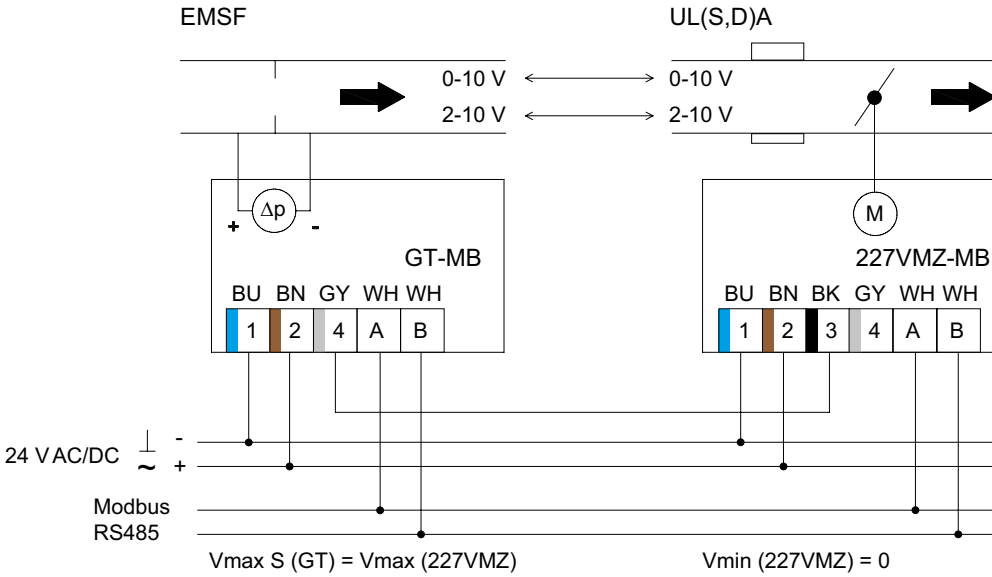 EMSF UL(S,D)A
0-10 V 0-10 V
2-10 V 2-10 V
Δp M
+ -
GT-MB 227VMZ-MB
BU BN GY WH WH BU BN BK GY WH WH
1 2 4 A B 1 2 3 4 A B
-
24 V AC/DC ~ +
Modbus
RS485
Vmax S (GT) = Vmax (227VMZ) Vmin (227VMZ) = 0